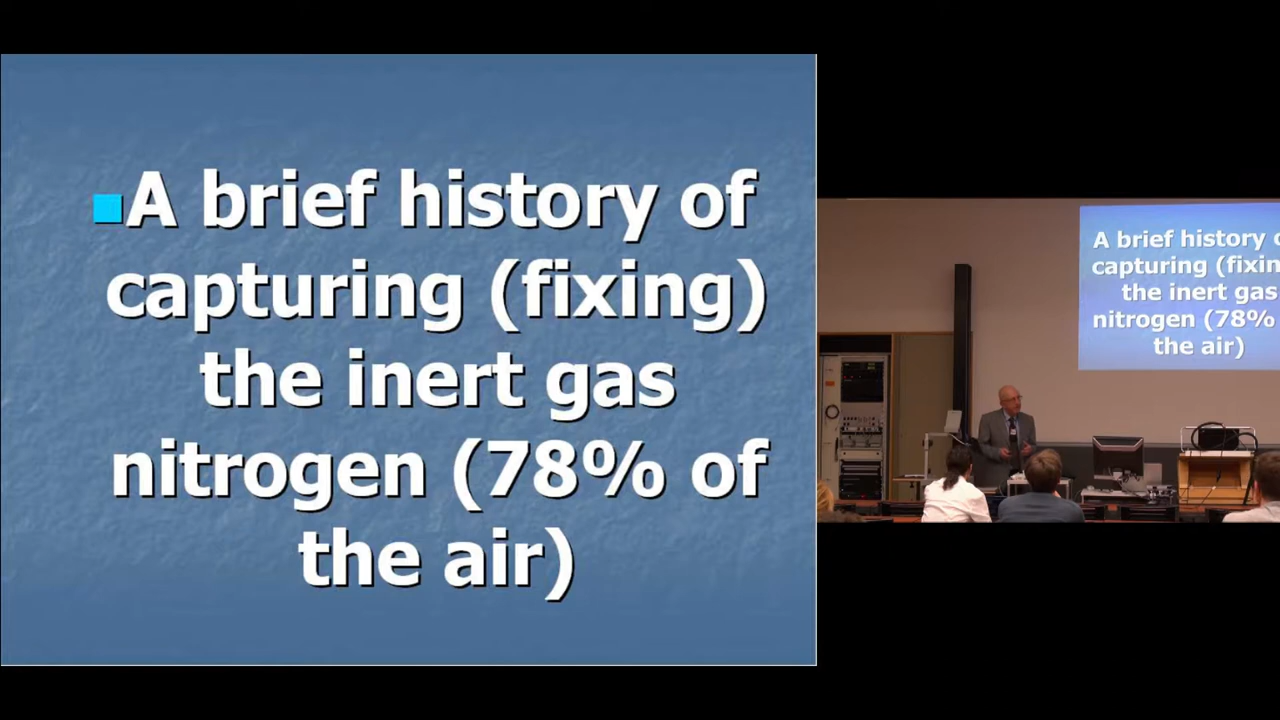 A brief history of
capturing (fixing)
the inert gas
nitrogen (78% of
the air)
A brief history
capturing (fixin
the inert gas
nitrogen (78%
the air)